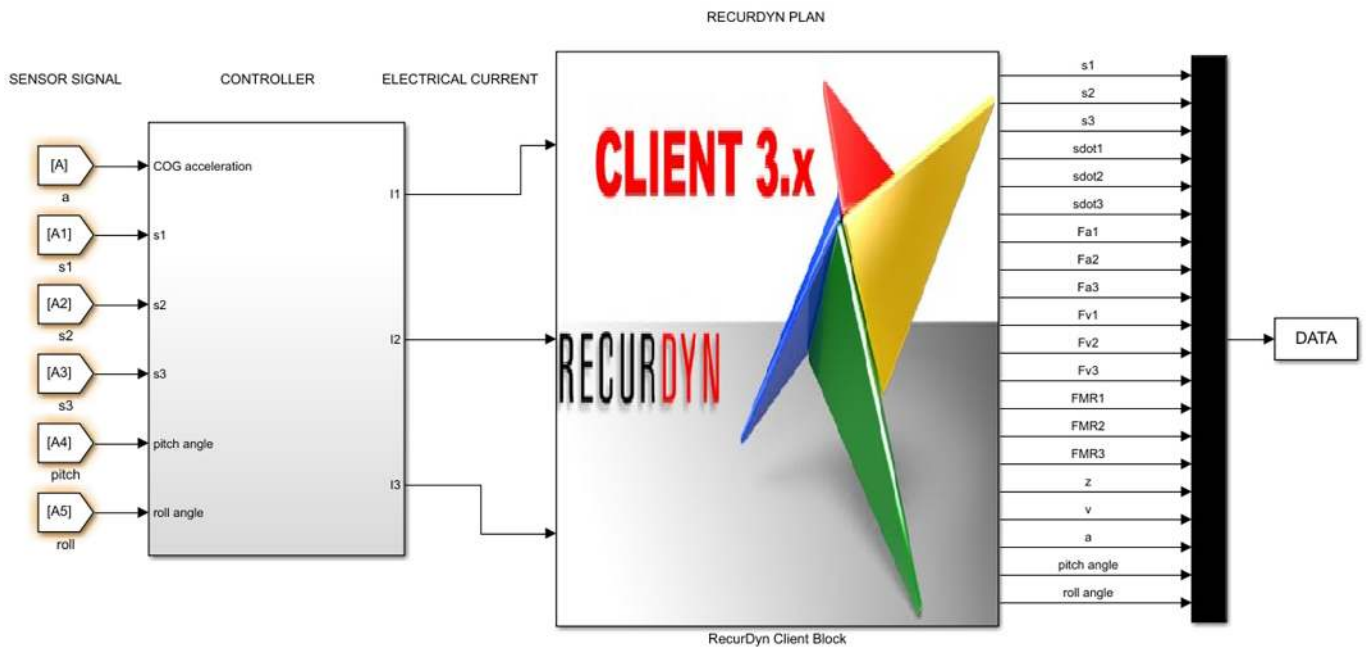 RECURDYN PLAN
SENSOR SIGNAL
CONTROLLER
ELECTRICAL CURRENT
[A]
a
[A1]
s1
[A2]
s2
[A3]
s3
[A4]
pitch
[A5]
roll
COG acceleration
s1
s2
s3
pitch angle
roll angle
I1
I2
I3
CLIENT 3.x
RECURDYN
RecurDyn Client Block
s1
s2
s3
sdot1
sdot2
sdot3
Fa1
Fa2
Fa3
Fv1
Fv2
Fv3
FMR1
FMR2
FMR3
z
v
a
pitch angle
roll angle
DATA